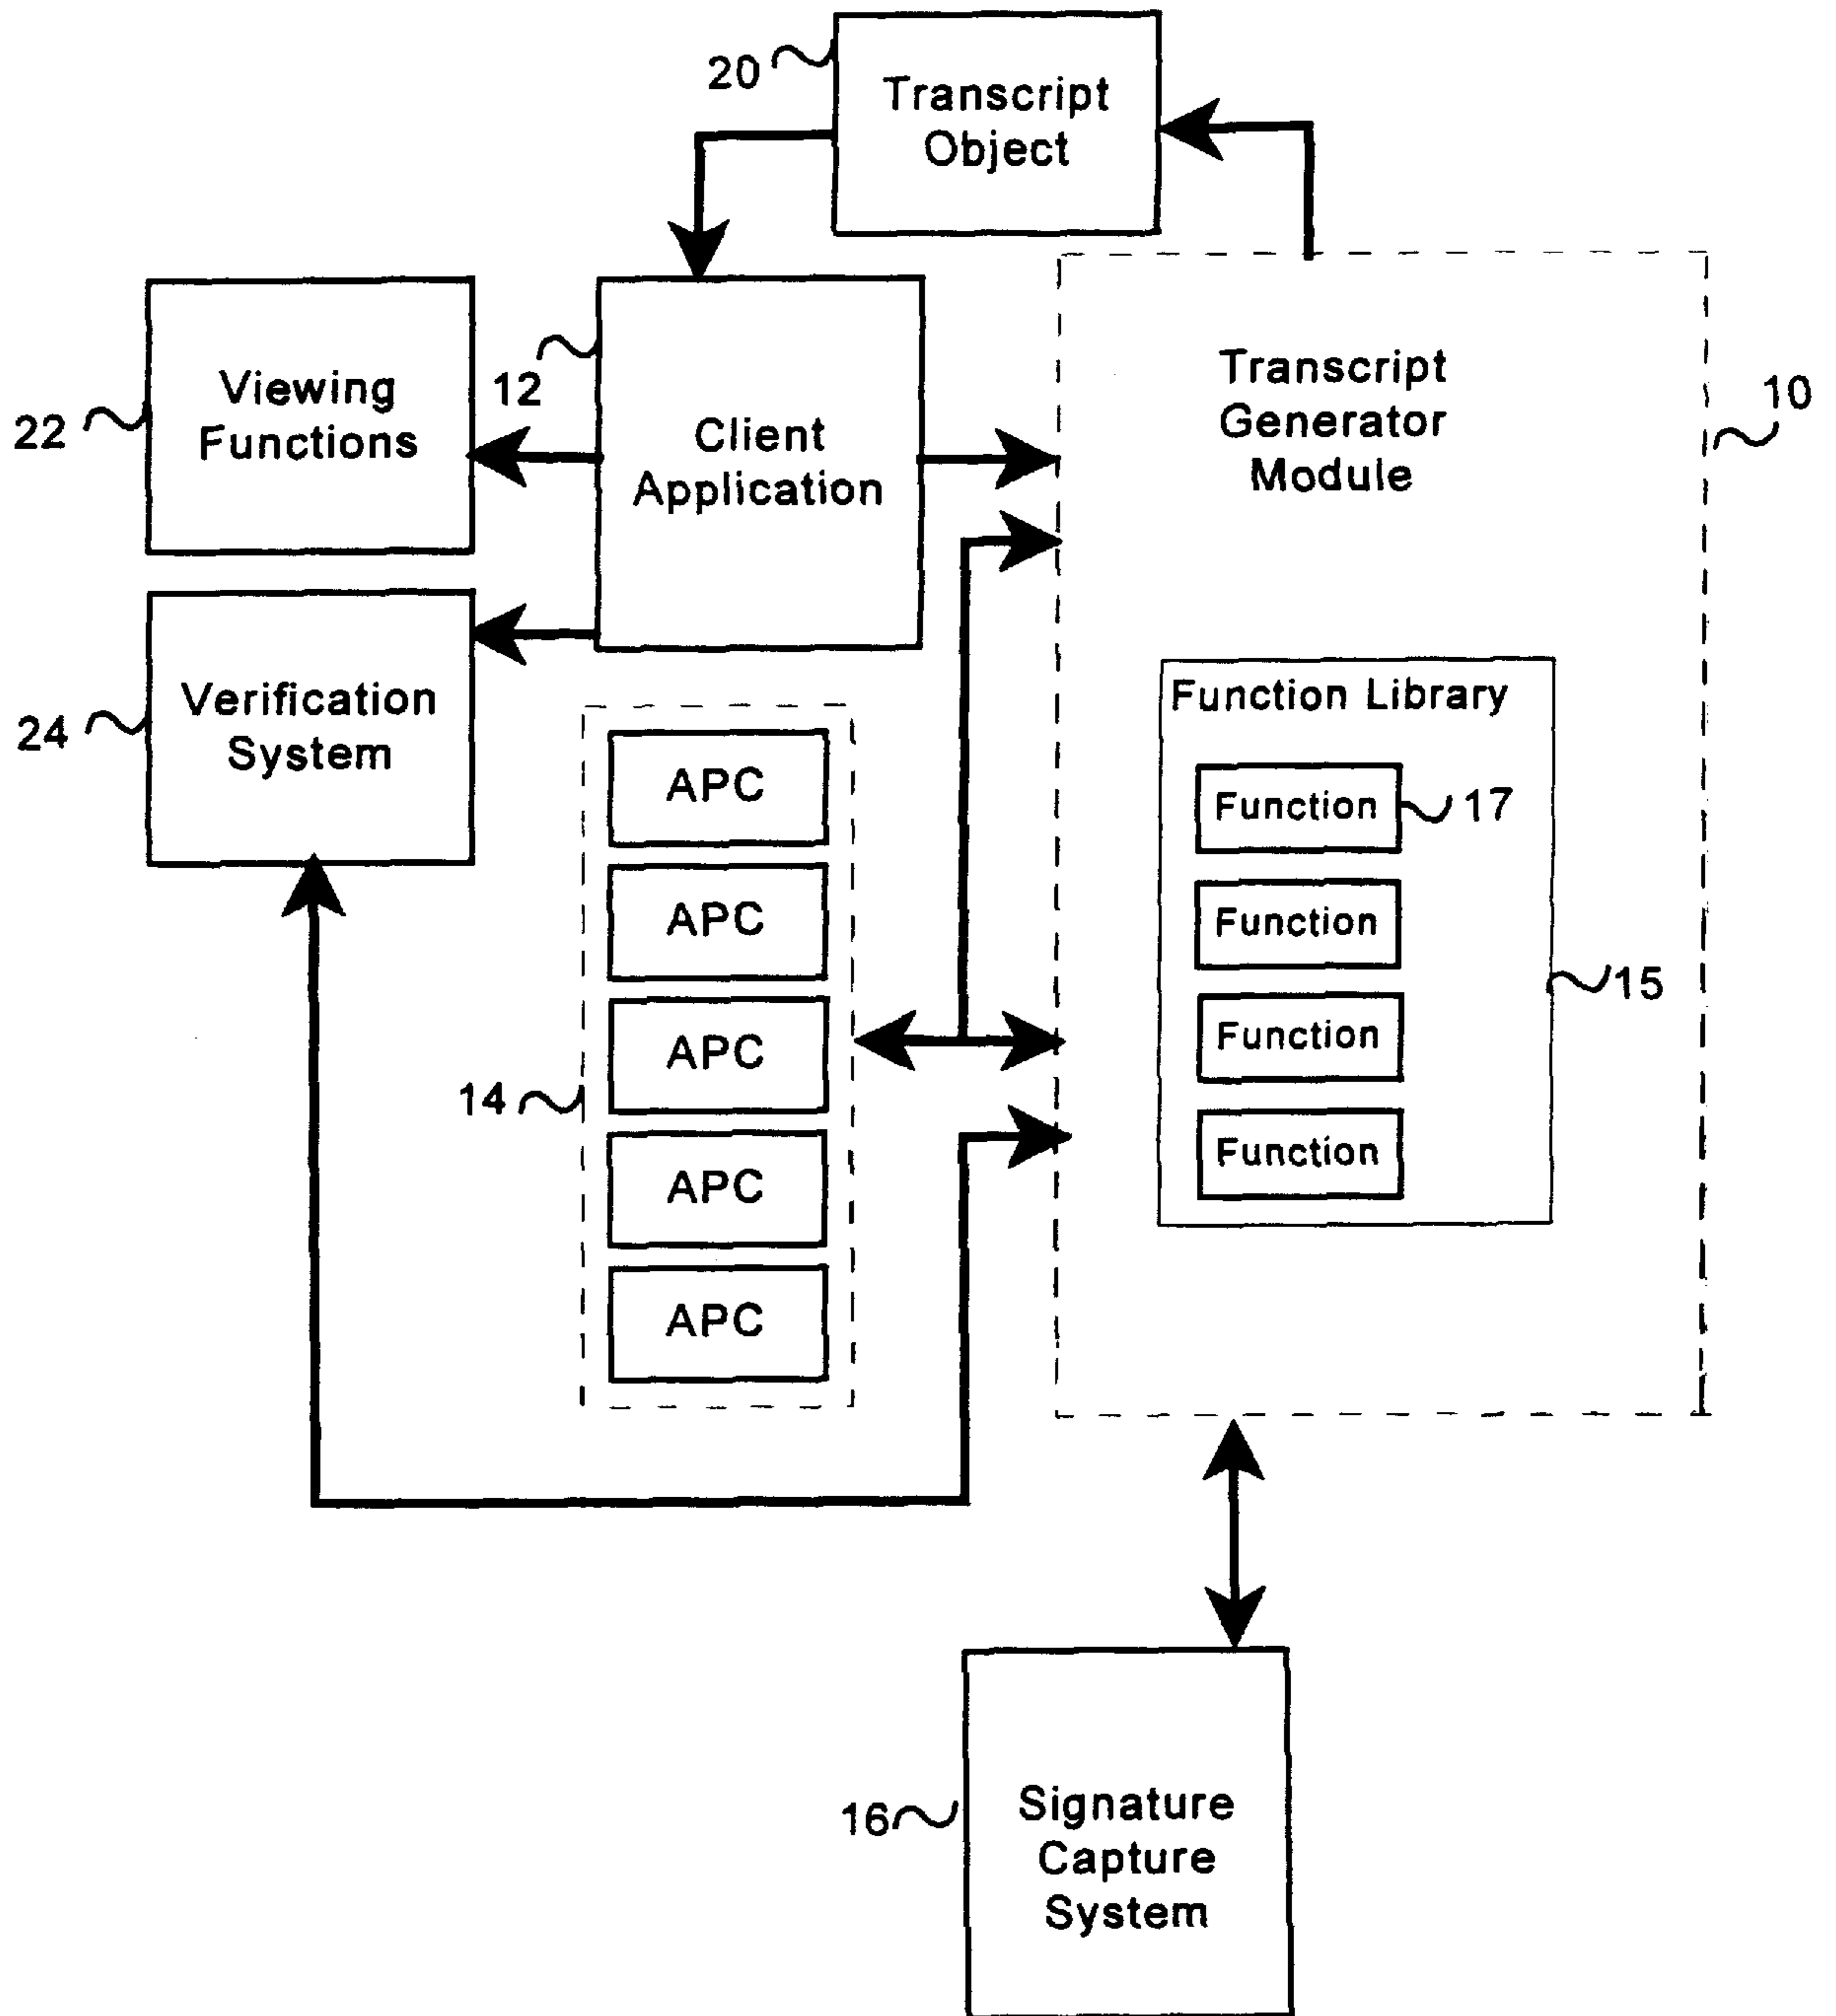 20
Transcript
Object
22
Viewing
Functions
12
Client
Application
Transcript
Generator
Module
10
24
Verification
System
14
APC
APC
APC
APC
APC
Function Library
Function
17
Function
Function
Function
15
16
Signature
Capture
System